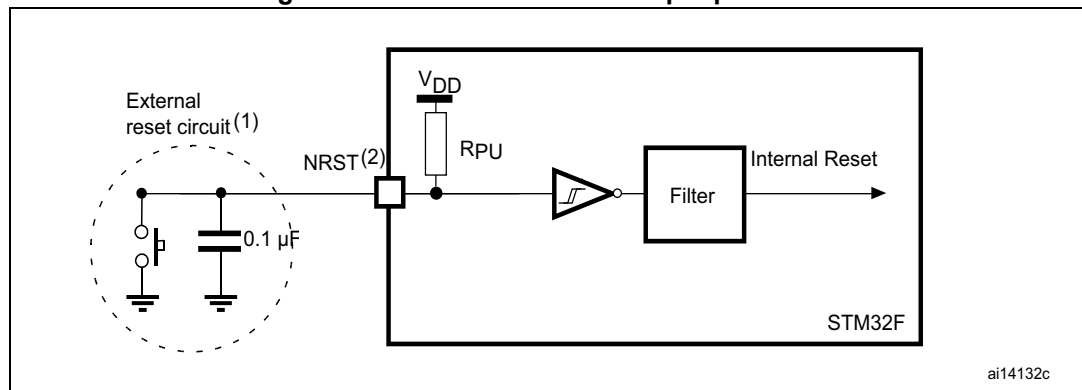 External
reset circuit(1)
VDD
NRST(2)
RPU
Internal Reset
Filter
0.1 µF
STM32F
ai14132c